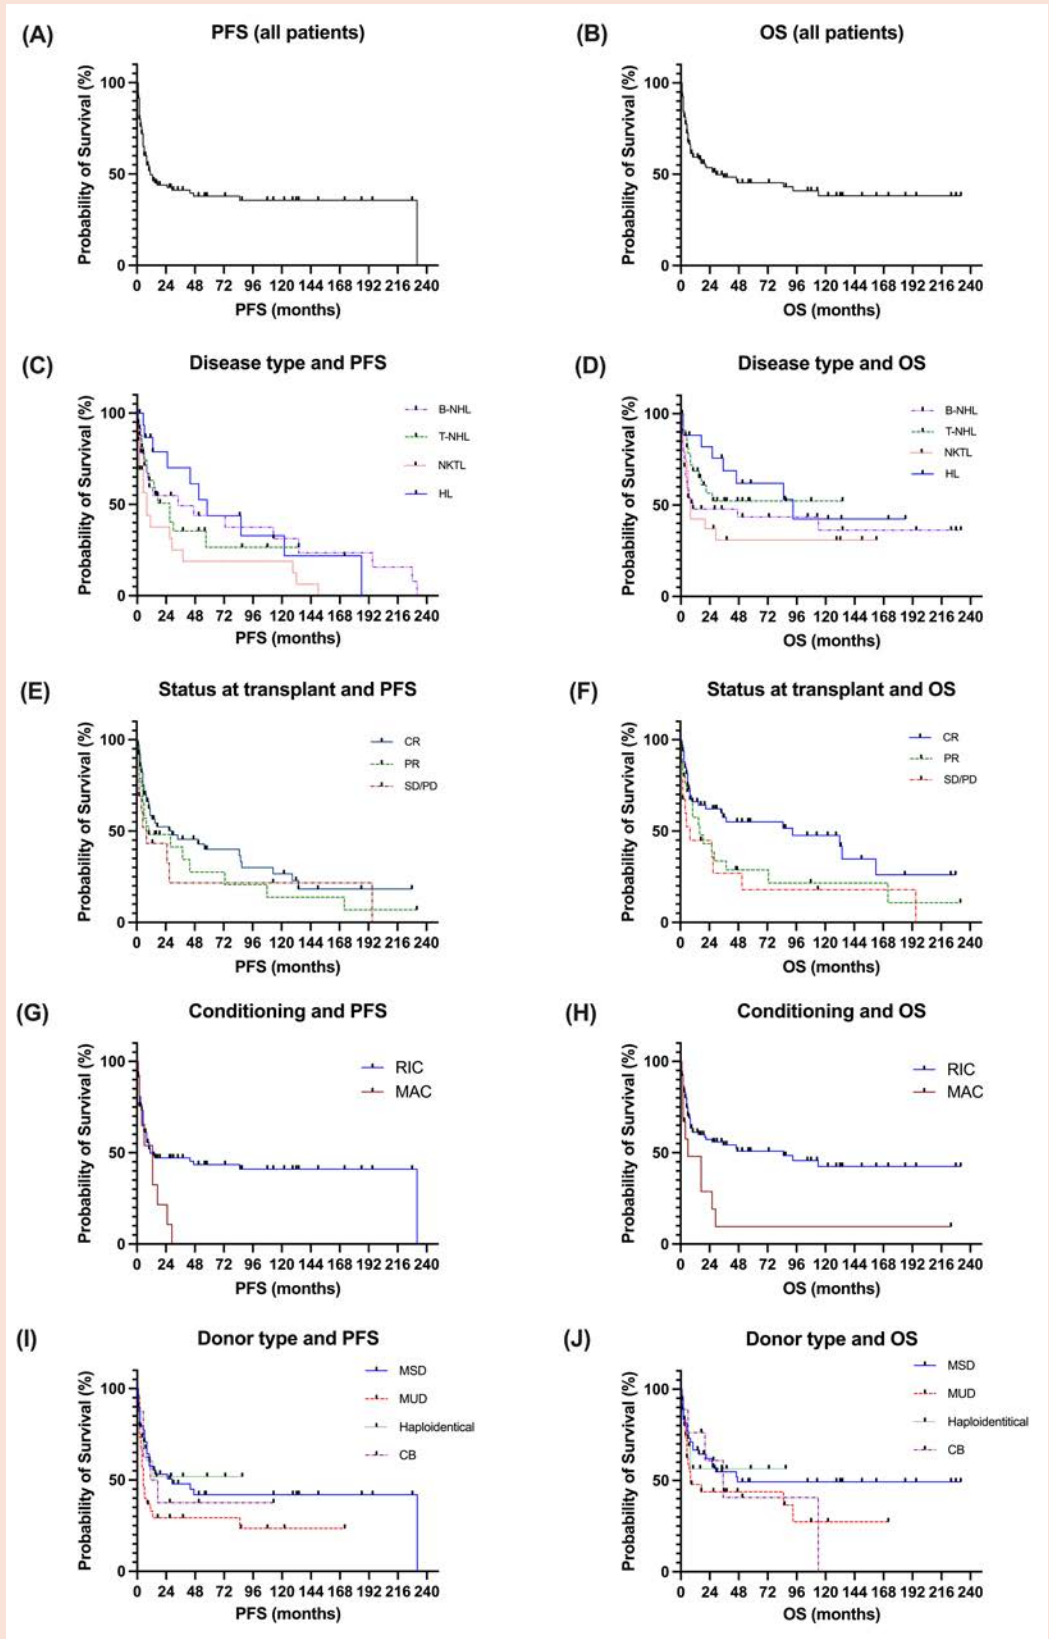 (A) PFS (all patients)
Probability of Survival (%)
100
50
0
0 24 48 72 96 120 144 168 192 216 240
PFS (months)
(B) OS (all patients)
Probability of Survival (%)
100
50
0
0 24 48 72 96 120 144 168 192 216 240
OS (months)
(C) Disease type and PFS
Probability of Survival (%)
100
50
0
B-NHL
T-NHL
NKTL
HL
0 24 48 72 96 120 144 168 192 216 240
PFS (months)
(D) Disease type and OS
Probability of Survival (%)
100
50
0
B-NHL
T-NHL
NKTL
HL
0 24 48 72 96 120 144 168 192 216 240
OS (months)
(E) Status at transplant and PFS
Probability of Survival (%)
100
50
0
CR
PR
SD/PD
0 24 48 72 96 120 144 168 192 216 240
PFS (months)
(F) Status at transplant and OS
Probability of Survival (%)
100
50
0
CR
PR
SD/PD
0 24 48 72 96 120 144 168 192 216 240
OS (months)
(G) Conditioning and PFS
Probability of Survival (%)
100
50
0
RIC
MAC
0 24 48 72 96 120 144 168 192 216 240
PFS (months)
(H) Conditioning and OS
Probability of Survival (%)
100
50
0
RIC
MAC
0 24 48 72 96 120 144 168 192 216 240
OS (months)
(I) Donor type and PFS
Probability of Survival (%)
100
50
0
MSD
MUD
Haploidentical
CB
0 24 48 72 96 120 144 168 192 216 240
PFS (months)
(J) Donor type and OS
Probability of Survival (%)
100
50
0
MSD
MUD
Haploidentitical
CB
0 24 48 72 96 120 144 168 192 216 240
OS (months)